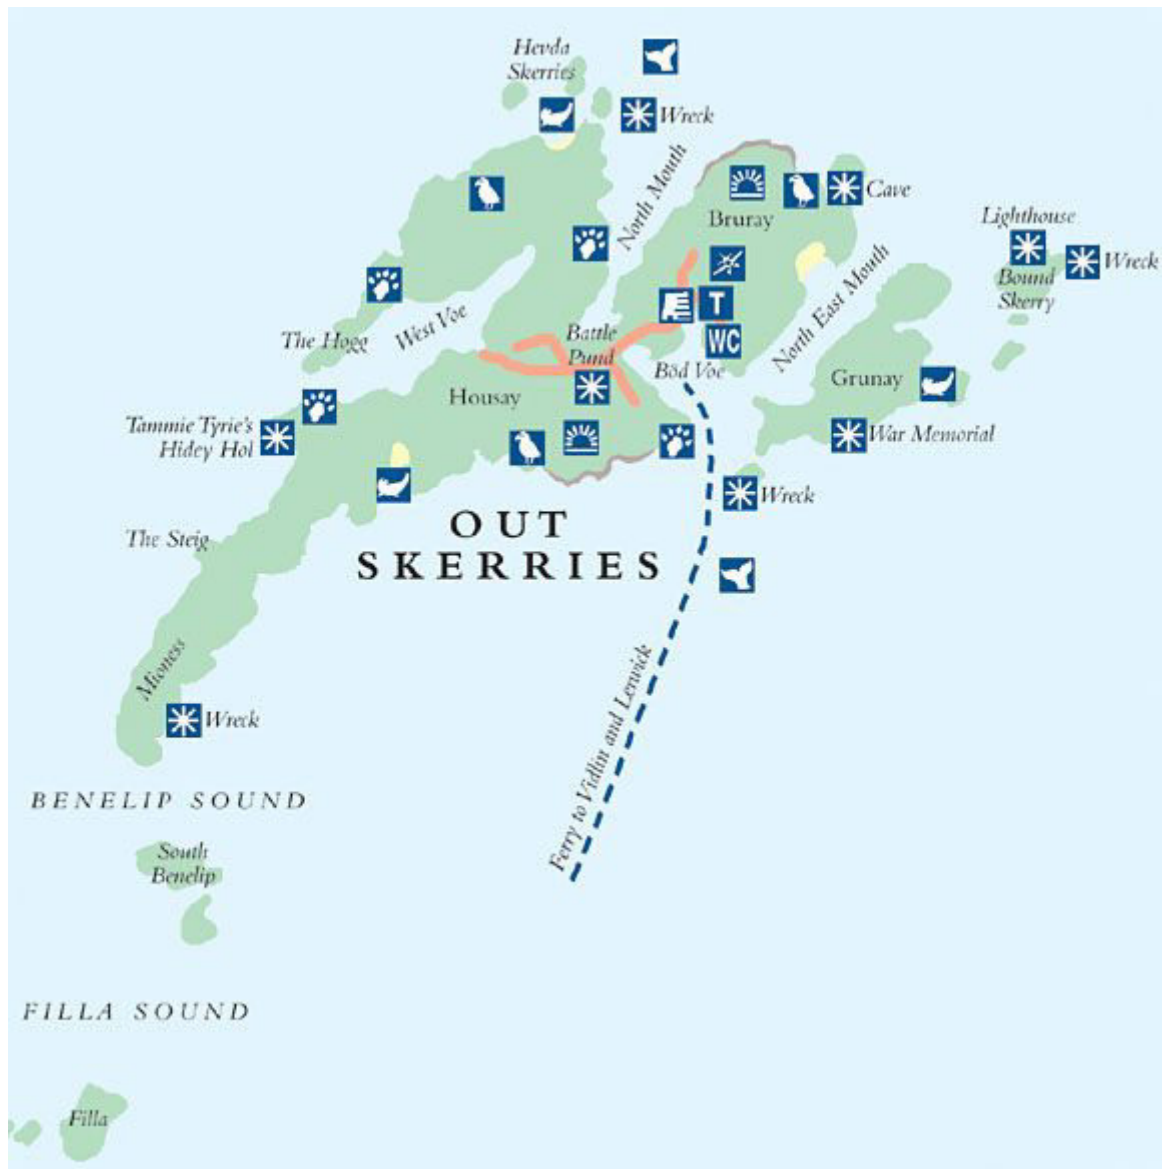 Hevda
Skerries
Wreck
North Mouth
Cave
Bruray
Lighthouse
Wreck
Bound
Skerry
North East Mouth
West Voe
The Hogg
T
WC
Battle
Pund
Böd Voe
Grunay
Housay
Tammie Tyrie's
Hidey Hol
War Memorial
Wreck
OUT
SKERRIES
The Steig
Mioness
Wreck
Ferry to Vidlin and Lerwick
BENELIP SOUND
South
Benelip
FILLA SOUND
Filla